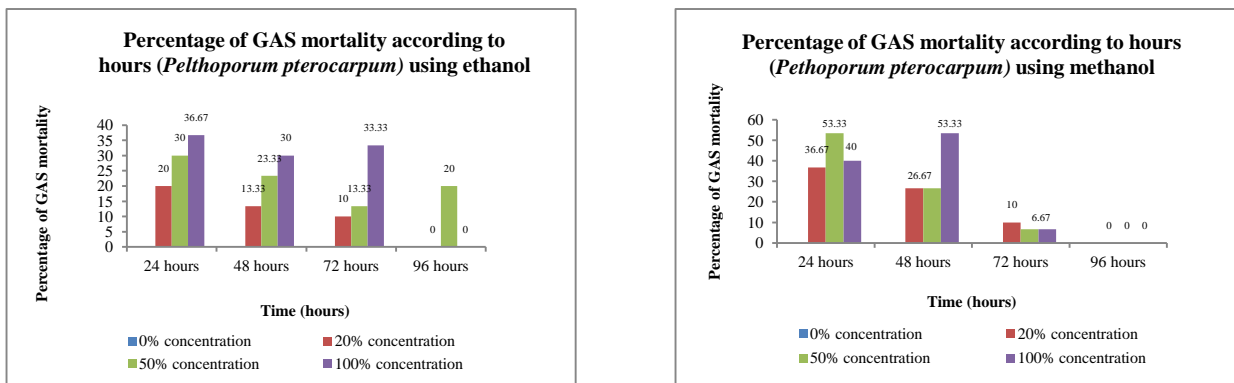 Percentage of GAS mortality according to
hours (Pelthoporum pterocarpum) using ethanol
Percentage of GAS mortality
40
35
30
25
20
15
10
5
0
20
30
36.67
13.33
23.33
30
10
13.33
33.33
0
20
0
24 hours
48 hours
72 hours
96 hours
Time (hours)
0% concentration
20% concentration
50% concentration
100% concentration
Percentage of GAS mortality according to hours
(Pethoporum pterocarpum) using methanol
Percentage of GAS mortality
60
50
40
30
20
10
0
36.67
53.33
40
26.67
53.33
10
6.67
0
0
0
24 hours
48 hours
72 hours
96 hours
Time (hours)
0% concentration
20% concentration
50% concentration
100% concentration